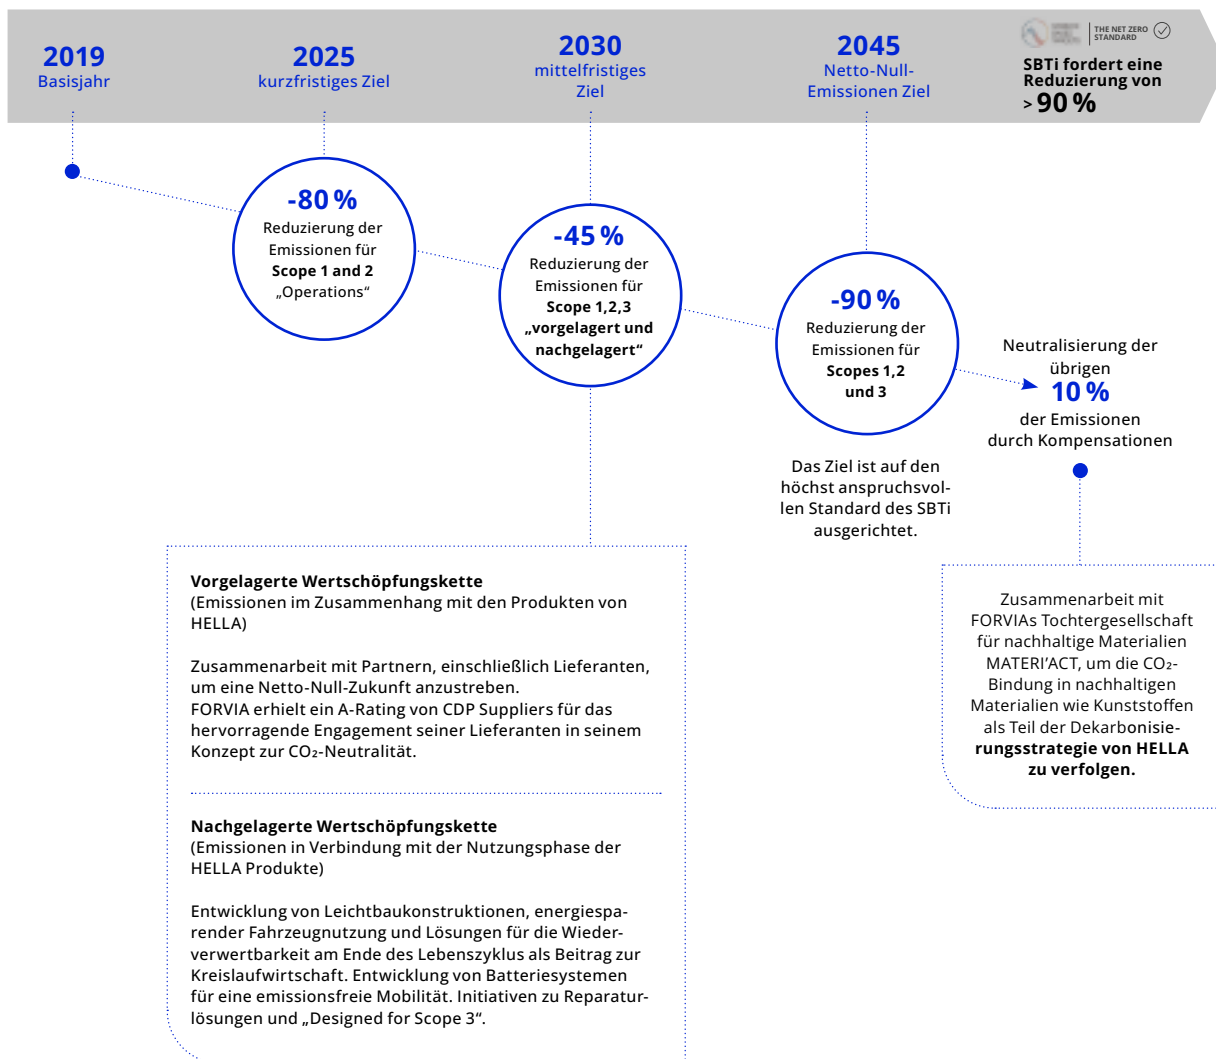 2019
Basisjahr
2025
kurzfristiges Ziel
2030
mittelfristiges
Ziel
2045
Netto-Null-
Emissionen Ziel
THE NET ZERO
STANDARD
SBTi fordert eine
Reduzierung von
> 90 %
-80 %
Reduzierung der
Emissionen für
Scope 1 and 2
„Operations“
-45 %
Reduzierung der
Emissionen für
Scope 1,2,3
„vorgelagert und
nachgelagert“
-90 %
Reduzierung der
Emissionen für
Scopes 1,2
und 3
Das Ziel ist auf den
höchst anspruchsvol-
len Standard des SBTi
ausgerichtet.
Neutralisierung der
übrigen
10 %
der Emissionen
durch Kompensationen
Vorgelagerte Wertschöpfungskette
(Emissionen im Zusammenhang mit den Produkten von
HELLA)
Zusammenarbeit mit Partnern, einschließlich Lieferanten,
um eine Netto-Null-Zukunft anzustreben.
FORVIA erhielt ein A-Rating von CDP Suppliers für das
hervorragende Engagement seiner Lieferanten in seinem
Konzept zur CO₂-Neutralität.
Nachgelagerte Wertschöpfungskette
(Emissionen in Verbindung mit der Nutzungsphase der
HELLA Produkte)
Entwicklung von Leichtbaukonstruktionen, energiespa-
render Fahrzeugnutzung und Lösungen für die Wieder-
verwertbarkeit am Ende des Lebenszyklus als Beitrag zur
Kreislaufwirtschaft. Entwicklung von Batteriesystemen
für eine emissionsfreie Mobilität. Initiativen zu Reparatur-
lösungen und „Designed for Scope 3“.
Zusammenarbeit mit
FORVIAs Tochtergesellschaft
für nachhaltige Materialien
MATERI’ACT, um die CO₂-
Bindung in nachhaltigen
Materialien wie Kunststoffen
als Teil der Dekarbonisie-
rungsstrategie von HELLA
zu verfolgen.